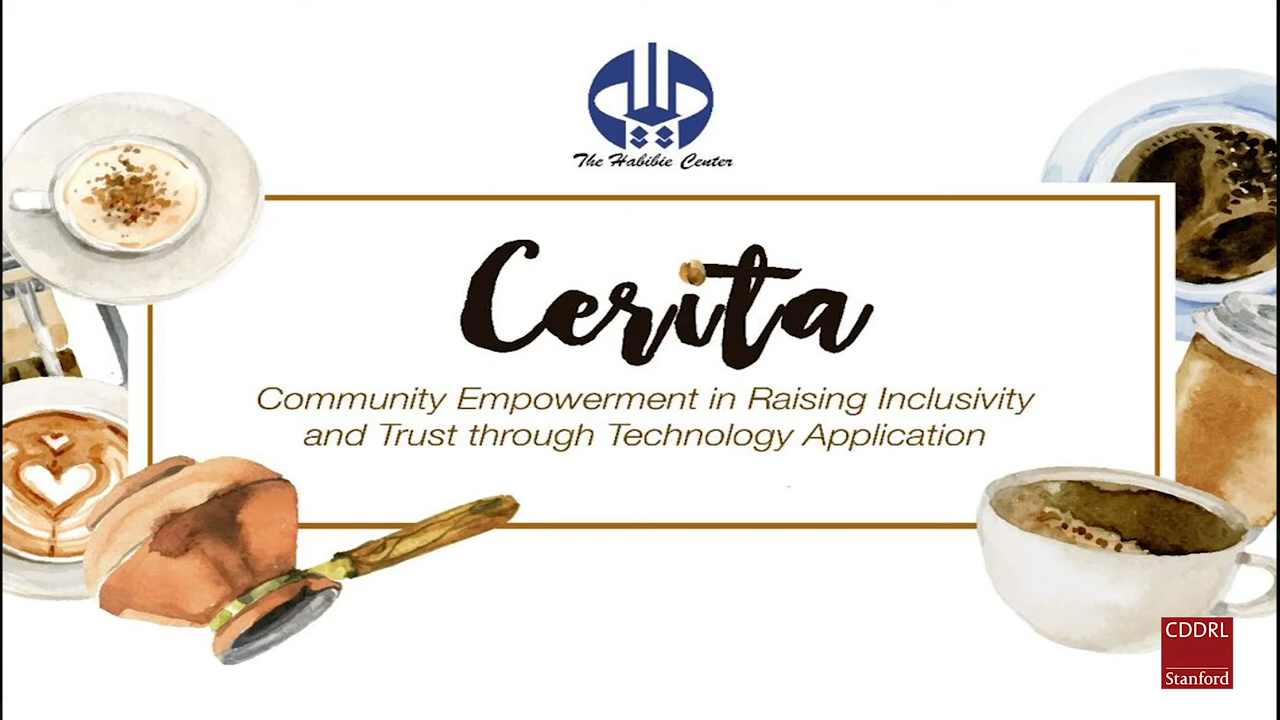 The Habibie Center
Cerita
Community Empowerment in Raising Inclusivity
and Trust through Technology Application
CDDRL
Stanford